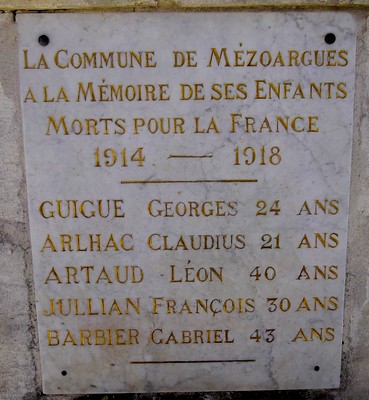 LA COMMUNE DE MÉZOARGUES
A LA MÉMOIRE DE SES ENFANTS
MORTS POUR LA FRANCE
1914 — 1918
GUIGUE GEORGES 24 ANS
ARLHAC CLAUDIUS 21 ANS
ARTAUD LÉON 40 ANS
JULLIAN FRANÇOIS 30 ANS
BARBIER GABRIEL 43 ANS